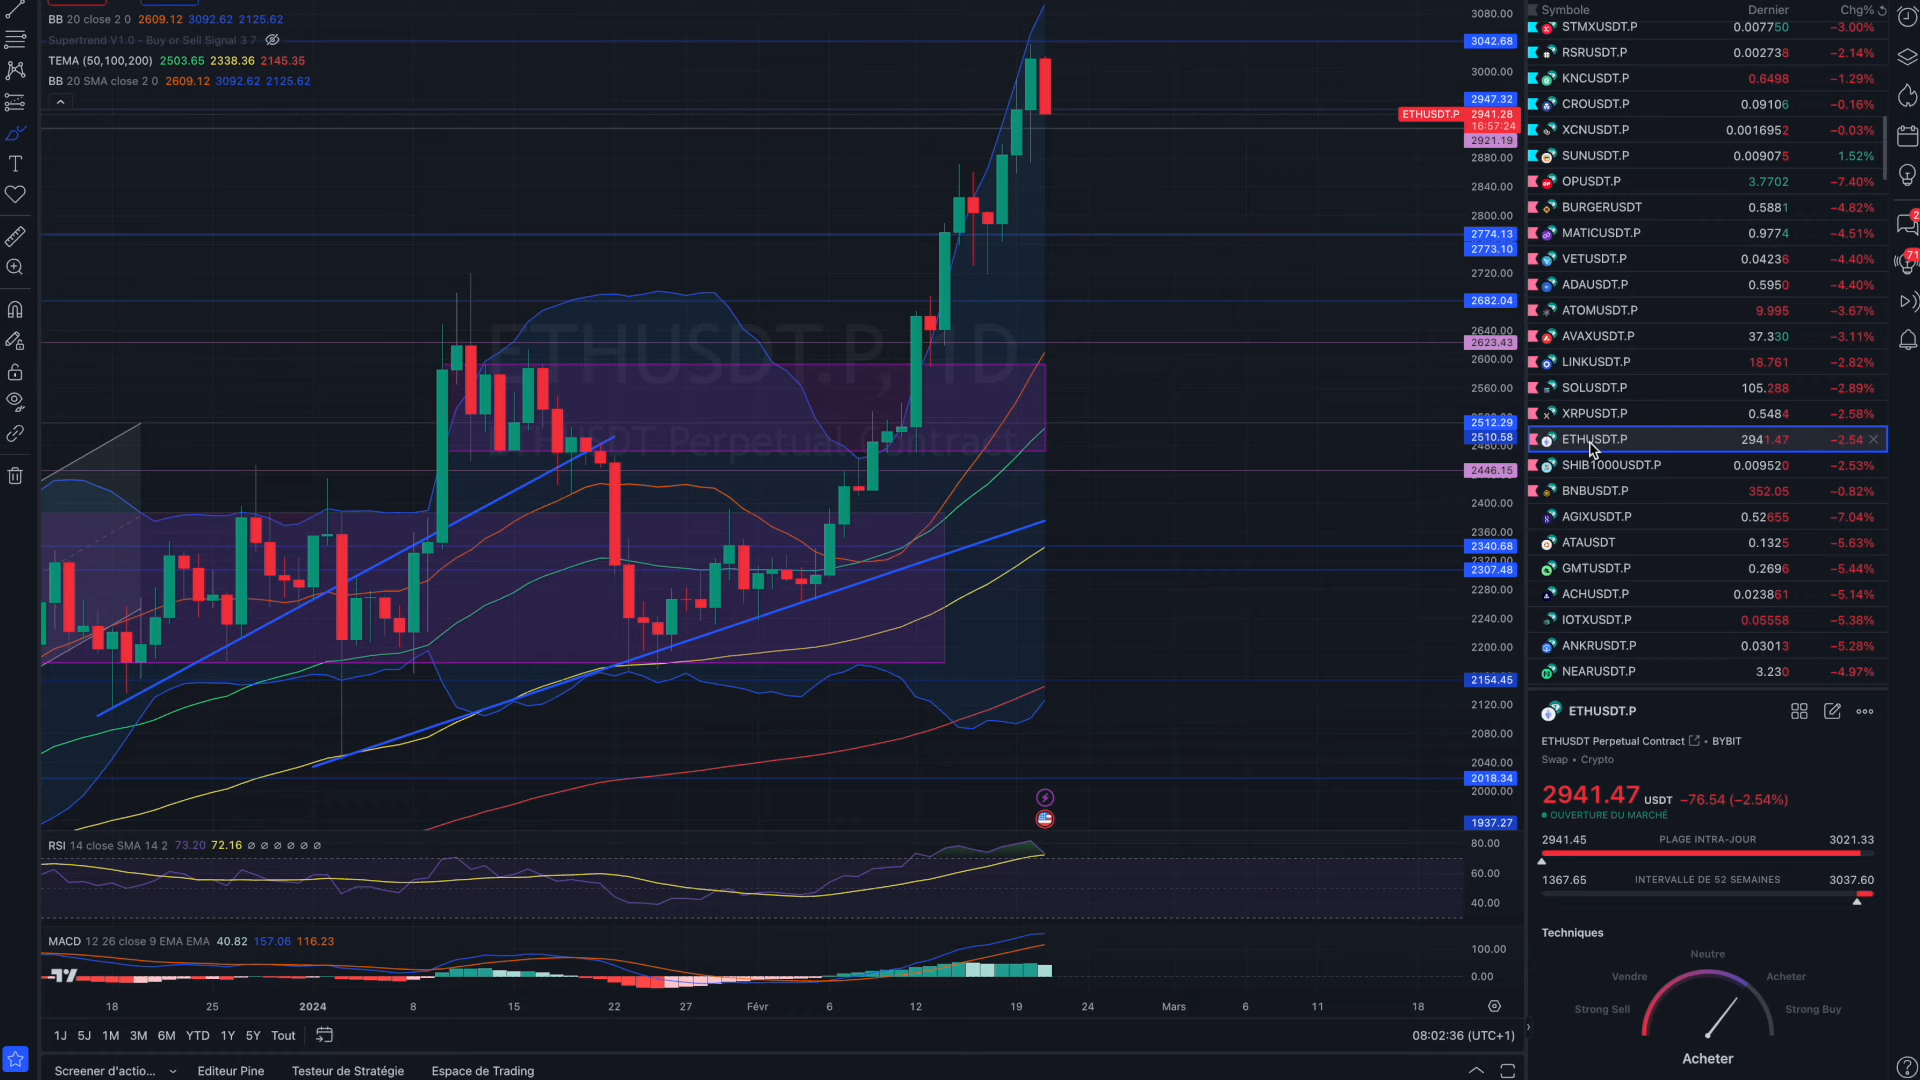 BB 20 close 2 0 2609.12 3092.62 2125.62
Supertrend V1.0 - Buy or Sell Signal 3 7
TEMA (50,100,200) 2503.65 2338.36 2145.35
BB 20 SMA close 2 0 2609.12 3092.62 2125.62
ETHUSDT.P, 1D
ETHUSDT Perpetual Contract
3080.00
3042.68
3000.00
2947.32
ETHUSDT.P 2941.28
16:57:24
2921.19
2880.00
2840.00
2800.00
2774.13
2773.10
2720.00
2682.04
2640.00
2623.43
2600.00
2560.00
2512.29
2510.58
2480.00
2446.15
2400.00
2360.00
2340.68
2320.00
2307.48
2280.00
2240.00
2200.00
2154.45
2120.00
2080.00
2040.00
2018.34
2000.00
1937.27
RSI 14 close SMA 14 2 73.20 72.16 ∅ ∅ ∅ ∅ ∅ ∅
80.00
60.00
40.00
MACD 12 26 close 9 EMA EMA 40.82 157.06 116.23
100.00
0.00
18 25 2024 8 15 22 27 Févr 6 12 19 24 Mars 6 11 18
1J 5J 1M 3M 6M YTD 1Y 5Y Tout
08:02:36 (UTC+1)
Screener d'actio... Editeur Pine Testeur de Stratégie Espace de Trading
Symbole Dernier Chg%
STMXUSDT.P 0.007750 −3.00%
RSRUSDT.P 0.002738 −2.14%
KNCUSDT.P 0.6498 −1.29%
CROUSDT.P 0.09106 −0.16%
XCNUSDT.P 0.0016952 −0.03%
SUNUSDT.P 0.009075 1.52%
OPUSDT.P 3.7702 −7.40%
BURGERUSDT 0.5881 −4.82%
MATICUSDT.P 0.9774 −4.51%
VETUSDT.P 0.04236 −4.40%
ADAUSDT.P 0.5950 −4.40%
ATOMUSDT.P 9.995 −3.67%
AVAXUSDT.P 37.330 −3.11%
LINKUSDT.P 18.761 −2.82%
SOLUSDT.P 105.288 −2.89%
XRPUSDT.P 0.5484 −2.58%
ETHUSDT.P 2941.47 −2.54
SHIB1000USDT.P 0.009520 −2.53%
BNBUSDT.P 352.05 −0.82%
AGIXUSDT.P 0.52655 −7.04%
ATAUSDT 0.1325 −5.63%
GMTUSDT.P 0.2696 −5.44%
ACHUSDT.P 0.023861 −5.14%
IOTXUSDT.P 0.05558 −5.38%
ANKRUSDT.P 0.03013 −5.28%
NEARUSDT.P 3.230 −4.97%
ETHUSDT.P
ETHUSDT Perpetual Contract • BYBIT
Swap • Crypto
2941.47 USDT −76.54 (−2.54%)
OUVERTURE DU MARCHÉ
2941.45 PLAGE INTRA-JOUR 3021.33
1367.65 INTERVALLE DE 52 SEMAINES 3037.60
Techniques
Neutre
Vendre Acheter
Strong Sell Strong Buy
Acheter
2
71